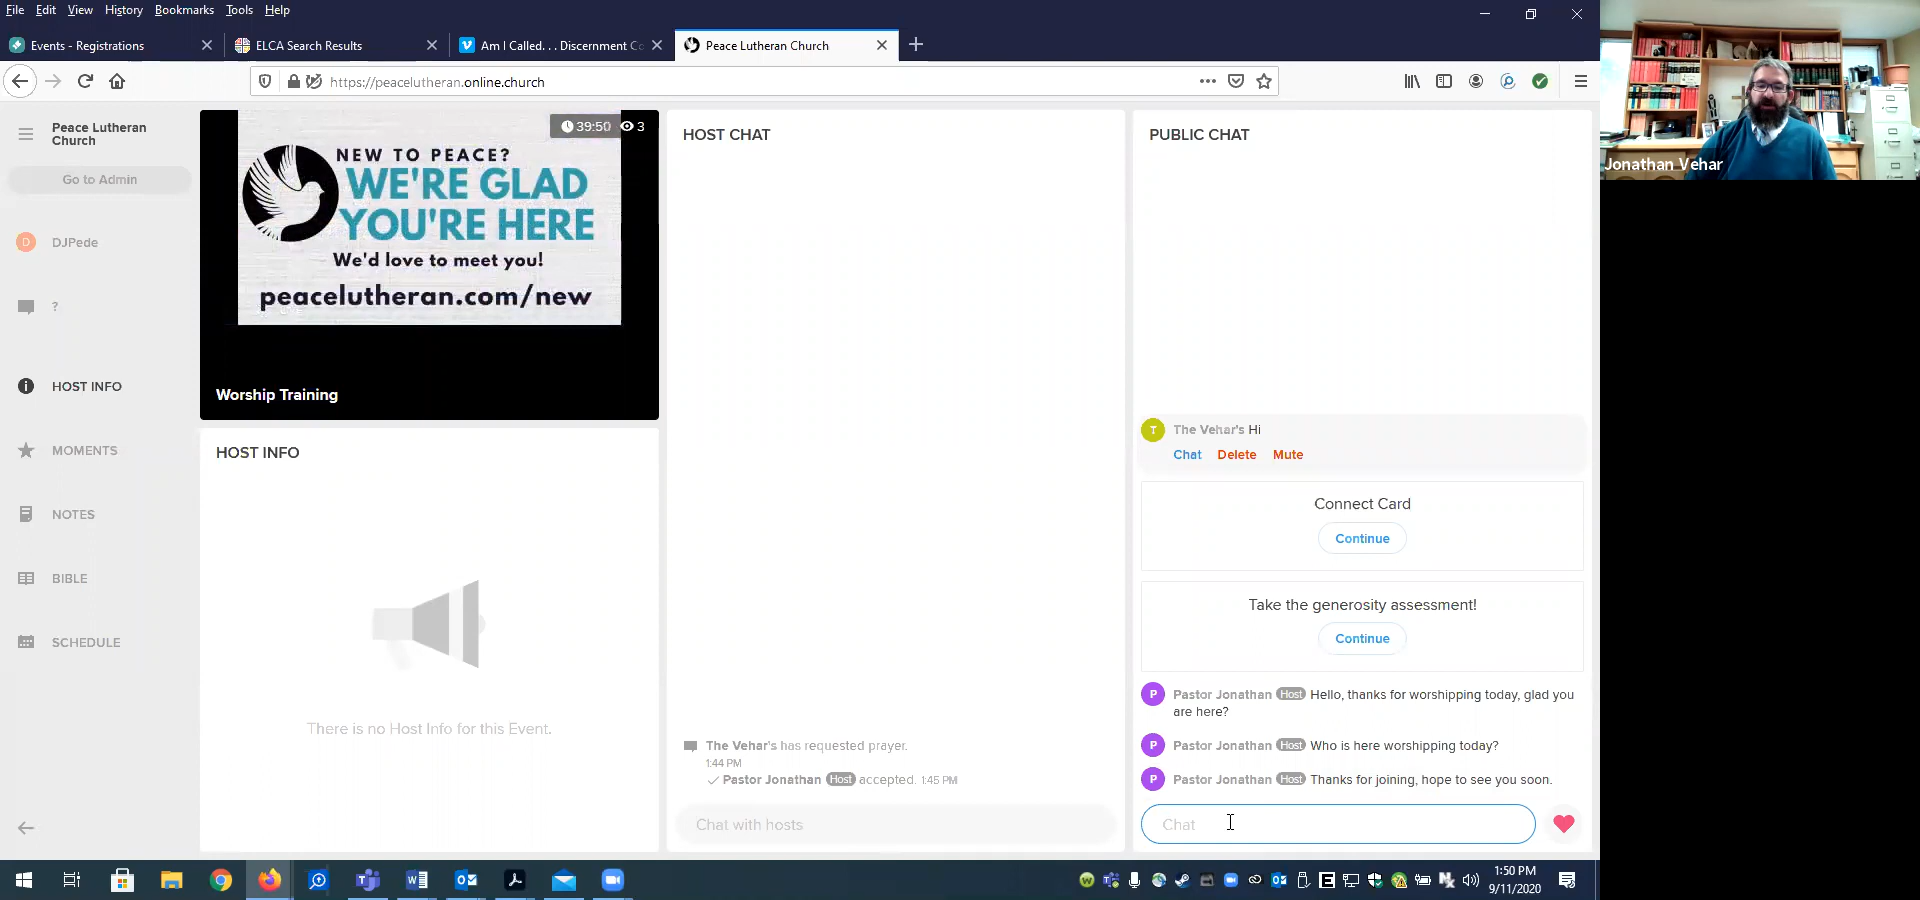 File Edit View History Bookmarks Tools Help
Events - Registrations
ELCA Search Results
Am I Called. . . Discernment Co
Peace Lutheran Church
https://peacelutheran.online.church
Peace Lutheran
Church
Go to Admin
D
DJPede
?
HOST INFO
MOMENTS
NOTES
BIBLE
SCHEDULE
39:50 3
NEW TO PEACE?
WE'RE GLAD
YOU'RE HERE
We'd love to meet you!
peacelutheran.com/new
Worship Training
HOST INFO
There is no Host Info for this Event.
HOST CHAT
The Vehar's has requested prayer.
1:44 PM
Pastor Jonathan Host accepted. 1:45 PM
Chat with hosts
PUBLIC CHAT
T The Vehar's Hi
Chat Delete Mute
Connect Card
Continue
Take the generosity assessment!
Continue
P Pastor Jonathan Host Hello, thanks for worshipping today, glad you
are here?
P Pastor Jonathan Host Who is here worshipping today?
P Pastor Jonathan Host Thanks for joining, hope to see you soon.
Chat
Jonathan Vehar
1:50 PM
9/11/2020